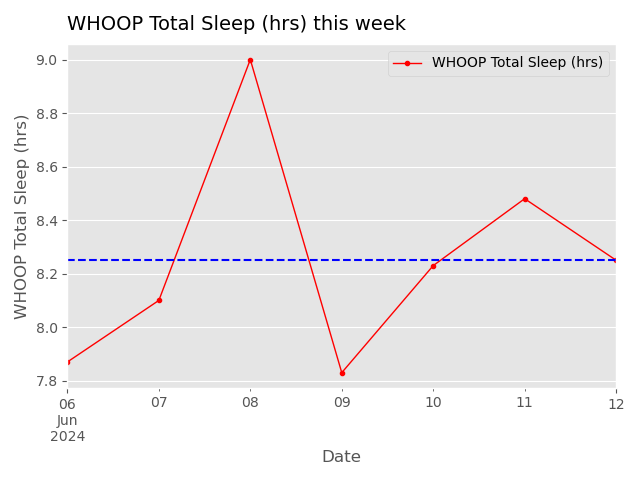 WHOOP Total Sleep (hrs) this week
WHOOP Total Sleep (hrs)
WHOOP Total Sleep (hrs)
9.0
8.8
8.6
8.4
8.2
8.0
7.8
06 07 08 09 10 11 12
Jun
2024
Date